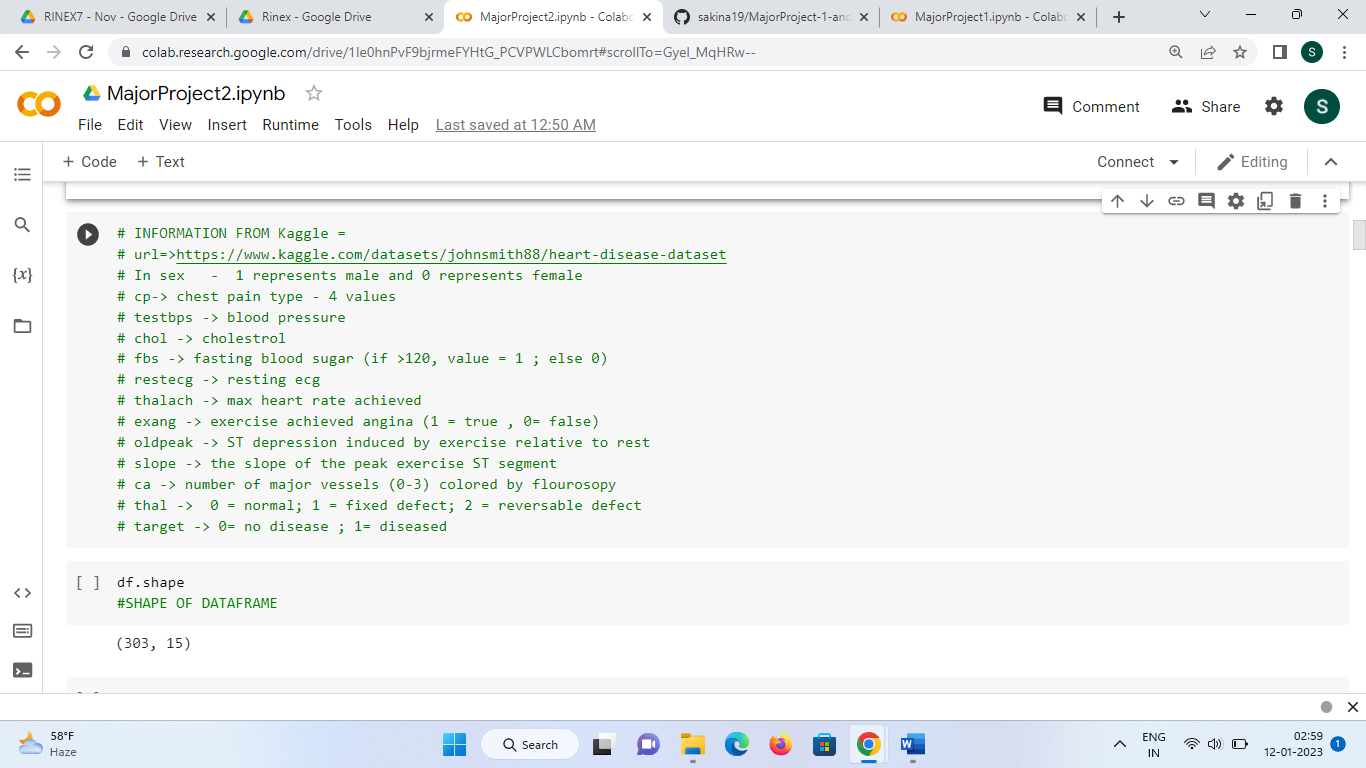 RINEX7 - Nov - Google Drive
Rinex - Google Drive
MajorProject2.ipynb - Colabo
sakina19/MajorProject-1-and
MajorProject1.ipynb - Colabo
colab.research.google.com/drive/1Ie0hnPvF9bjrmeFYHtG_PCVPWLCbomrt#scrollTo=Gyel_MqHRw--
S
MajorProject2.ipynb
Comment
Share
S
File Edit View Insert Runtime Tools Help Last saved at 12:50 AM
+ Code + Text
Connect
Editing
{x}
# INFORMATION FROM Kaggle =
# url=>https://www.kaggle.com/datasets/johnsmith88/heart-disease-dataset
# In sex   -  1 represents male and 0 represents female
# cp-> chest pain type - 4 values
# testbps -> blood pressure
# chol -> cholestrol
# fbs -> fasting blood sugar (if >120, value = 1 ; else 0)
# restecg -> resting ecg
# thalach -> max heart rate achieved
# exang -> exercise achieved angina (1 = true , 0= false)
# oldpeak -> ST depression induced by exercise relative to rest
# slope -> the slope of the peak exercise ST segment
# ca -> number of major vessels (0-3) colored by flourosopy
# thal ->  0 = normal; 1 = fixed defect; 2 = reversable defect
# target -> 0= no disease ; 1= diseased
[ ] df.shape
#SHAPE OF DATAFRAME
(303, 15)
58°F
Haze
Search
ENG
IN
02:59
12-01-2023
1